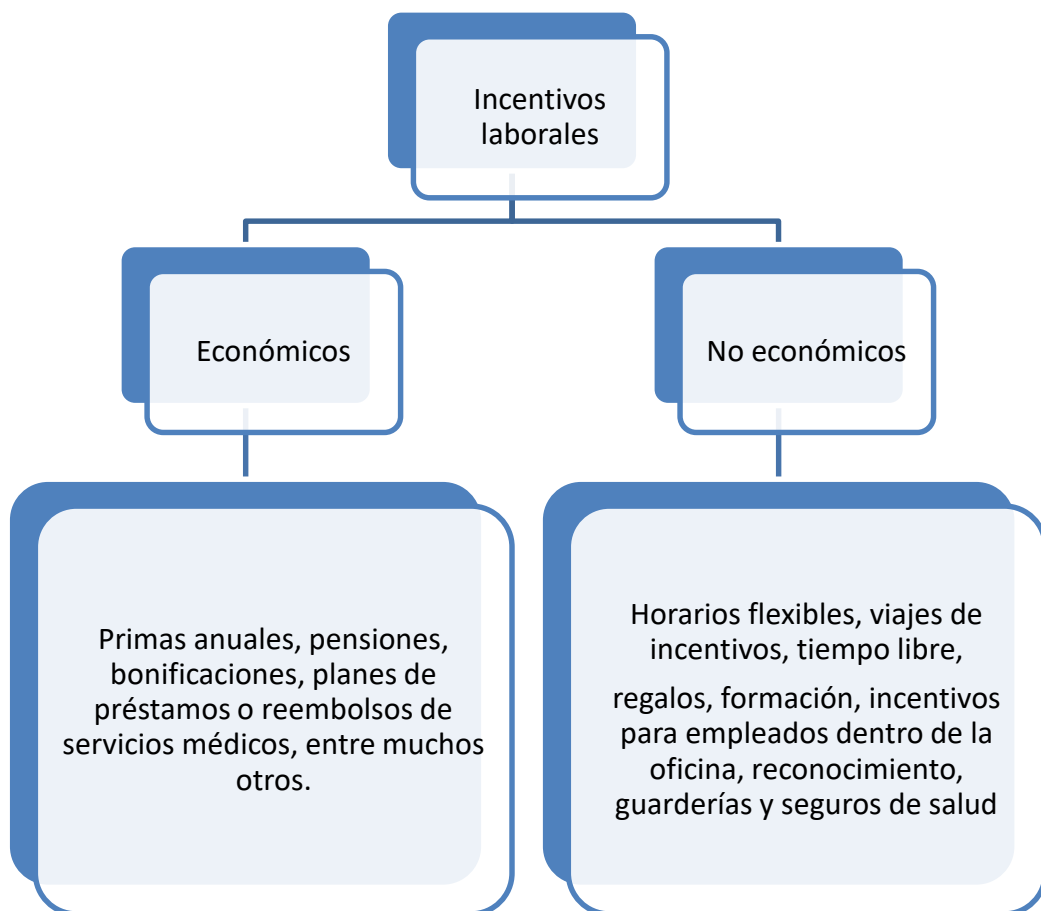 Incentivos
laborales
Económicos
No económicos
Primas anuales, pensiones,
bonificaciones, planes de
préstamos o reembolsos de
servicios médicos, entre muchos
otros.
Horarios flexibles, viajes de
incentivos, tiempo libre,
regalos, formación, incentivos
para empleados dentro de la
oficina, reconocimiento,
guarderías y seguros de salud